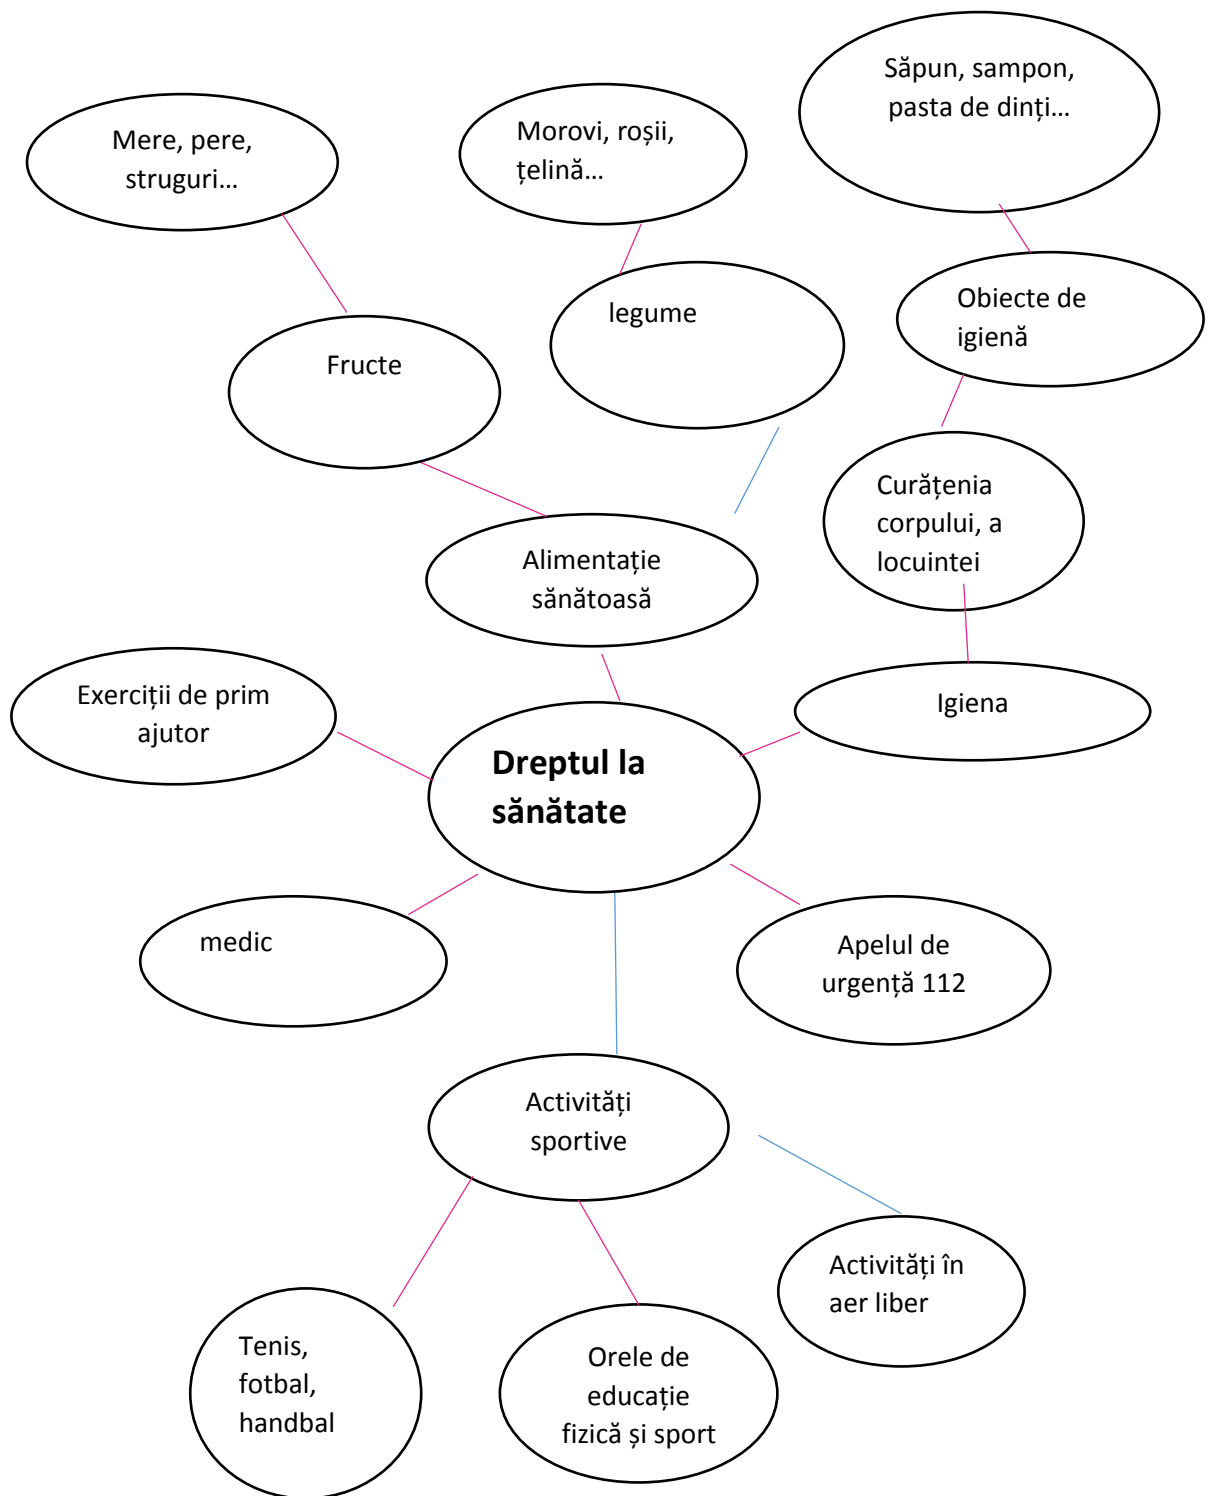 Săpun, sampon,
pasta de dinți...
Mere, pere,
struguri...
Morovi, roșii,
țelină...
Obiecte de
igienă
legume
Fructe
Curățenia
corpului, a
locuintei
Alimentație
sănătoasă
Exerciții de prim
ajutor
Igiena
Dreptul la
sănătate
medic
Apelul de
urgență 112
Activități
sportive
Activități în
aer liber
Tenis,
fotbal,
handbal
Orele de
educație
fizică și sport